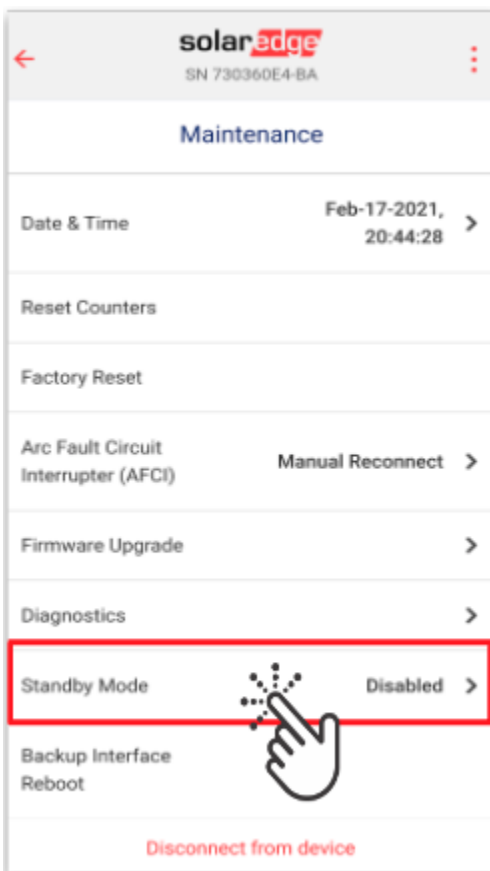 solaredge
SN 730360E4-BA
Maintenance
Date & Time
Feb-17-2021,
20:44:28
Reset Counters
Factory Reset
Arc Fault Circuit
Interrupter (AFCI)
Manual Reconnect
Firmware Upgrade
Diagnostics
Standby Mode
Disabled
Backup Interface
Reboot
Disconnect from device